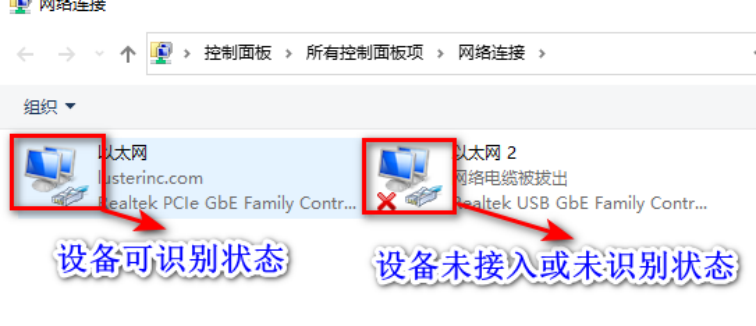 网络连接
控制面板 › 所有控制面板项 › 网络连接 ›
组织
以太网
lusterinc.com
Realtek PCIe GbE Family Contr...
以太网 2
网络电缆被拔出
Realtek USB GbE Family Contr...
设备可识别状态
设备未接入或未识别状态